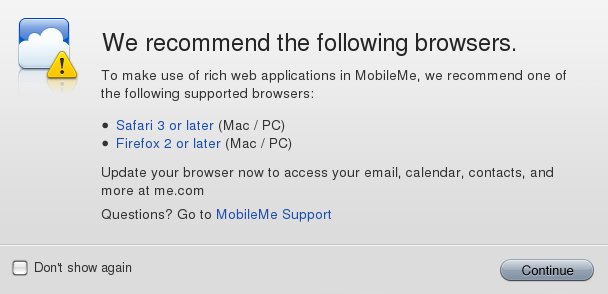 We recommend the following browsers.
To make use of rich web applications in MobileMe, we recommend one of
the following supported browsers:
• Safari 3 or later (Mac / PC)
• Firefox 2 or later (Mac / PC)
Update your browser now to access your email, calendar, contacts, and
more at me.com
Questions? Go to MobileMe Support
Don't show again
Continue